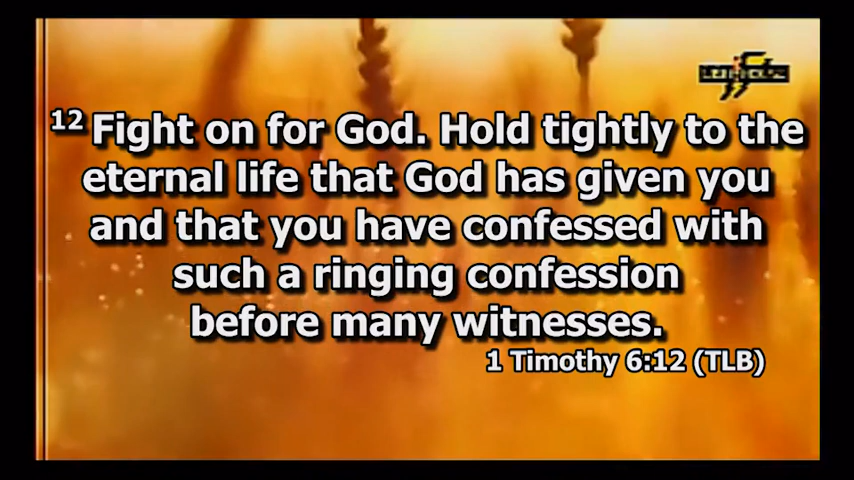 12 Fight on for God. Hold tightly to the
eternal life that God has given you
and that you have confessed with
such a ringing confession
before many witnesses.
1 Timothy 6:12 (TLB)